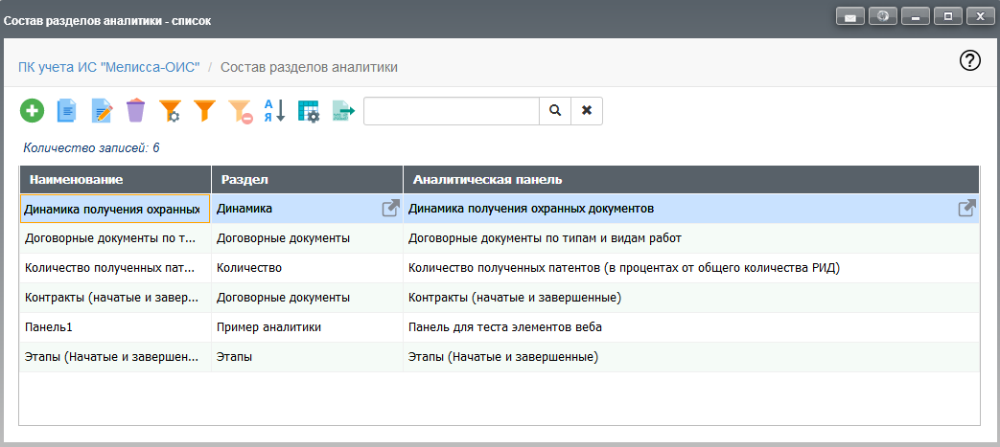 Состав разделов аналитики - список
ПК учета ИС "Мелисса-ОИС" / Состав разделов аналитики
А
Я
XLS
Количество записей: 6
Наименование Раздел Аналитическая панель
Динамика получения охранных Динамика Динамика получения охранных документов
Договорные документы по т... Договорные документы Договорные документы по типам и видам работ
Количество полученных пат... Количество Количество полученных патентов (в процентах от общего количества РИД)
Контракты (начатые и завер... Договорные документы Контракты (начатые и завершенные)
Панель1 Пример аналитики Панель для теста элементов веба
Этапы (Начатые и завершен... Этапы Этапы (Начатые и завершенные)